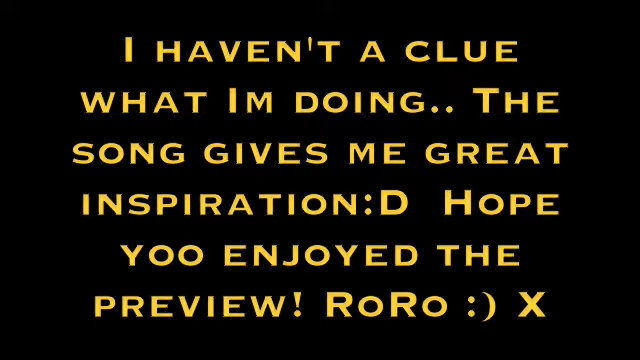 I haven't a clue
what Im doing.. The
song gives me great
inspiration:D Hope
yoo enjoyed the
preview! RoRo :) X